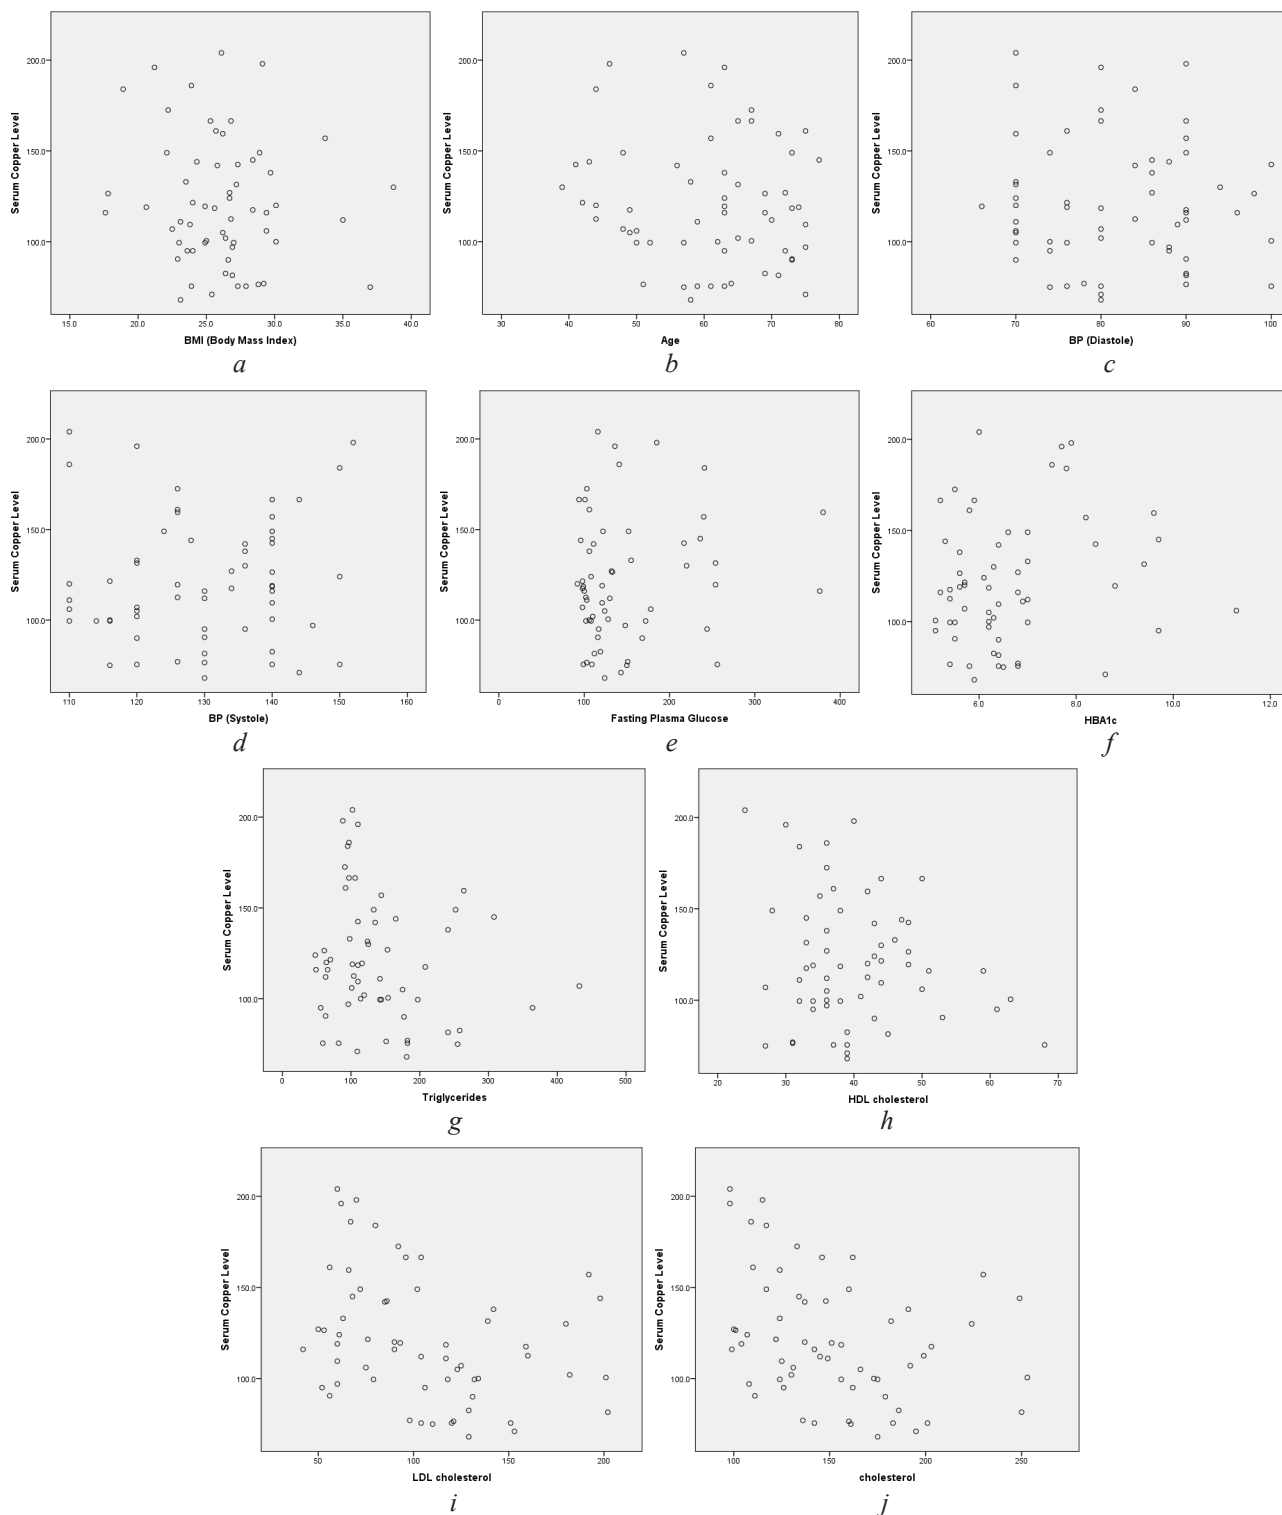 200.0
150.0
100.0
Serum Copper Level
15.0 20.0 25.0 30.0 35.0 40.0
BMI (Body Mass Index)
a
200.0
150.0
100.0
Serum Copper Level
30 40 50 60 70 80
Age
b
200.0
150.0
100.0
Serum Copper Level
60 70 80 90 100
BP (Diastole)
c
200.0
150.0
100.0
Serum Copper Level
110 120 130 140 150 160
BP (Systole)
d
200.0
150.0
100.0
Serum Copper Level
0 100 200 300 400
Fasting Plasma Glucose
e
200.0
150.0
100.0
Serum Copper Level
6.0 8.0 10.0 12.0
HBA1c
f
200.0
150.0
100.0
Serum Copper Level
0 100 200 300 400 500
Triglycerides
g
200.0
150.0
100.0
Serum Copper Level
20 30 40 50 60 70
HDL cholesterol
h
200.0
150.0
100.0
Serum Copper Level
50 100 150 200
LDL cholesterol
i
200.0
150.0
100.0
Serum Copper Level
100 150 200 250
cholesterol
j